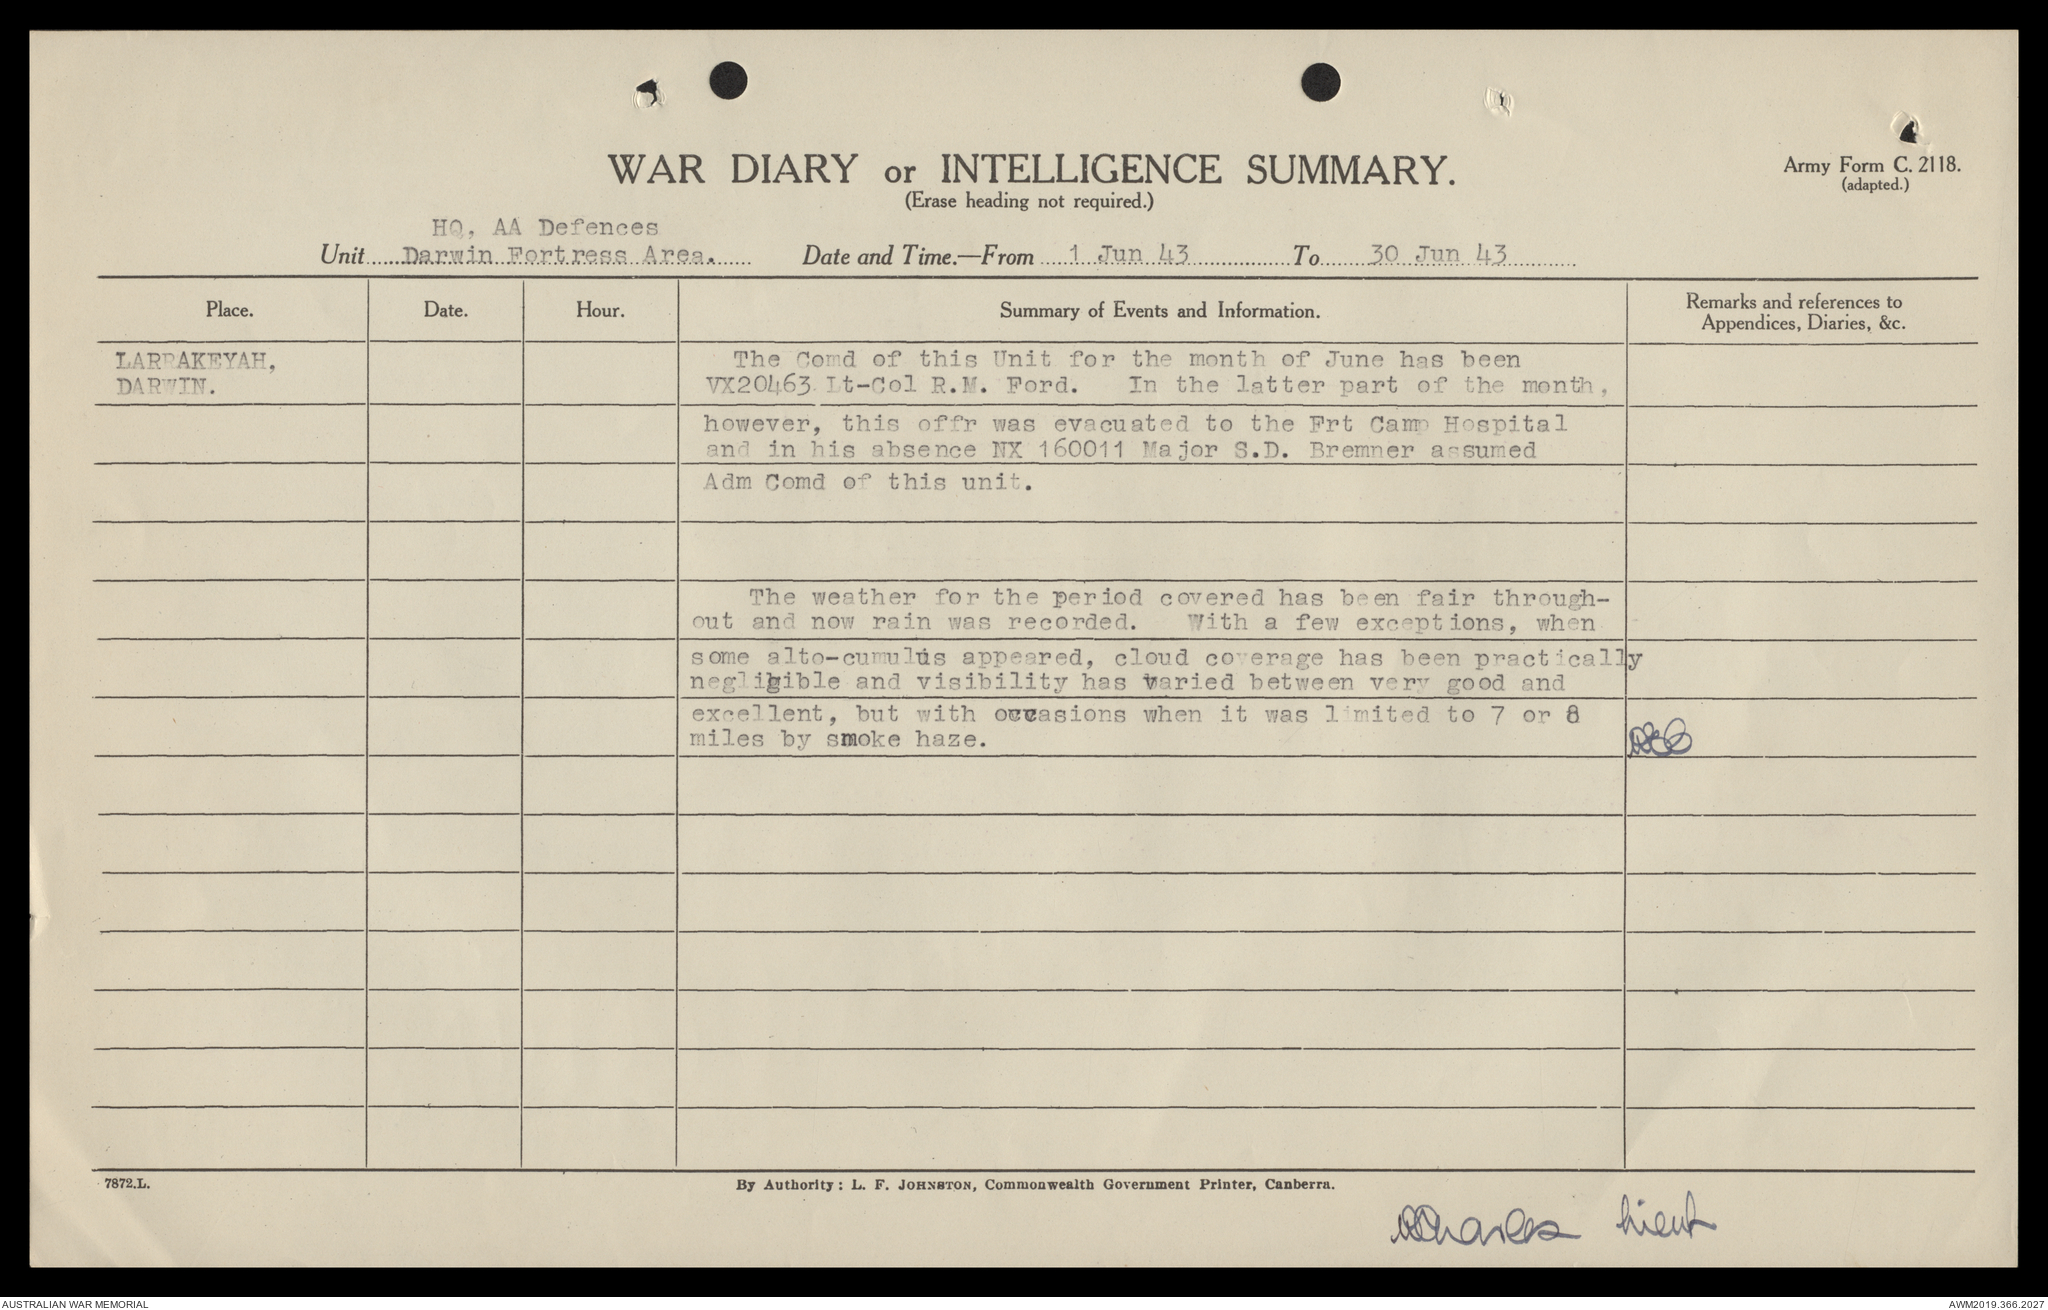 WAR DIARY or INTELLIGENCE SUMMARY.
(Erase heading not required.)
Army Form C. 2118.
(adapted.)
HQ, AA Defences
Unit Darwin Fortress Area. Date and Time.—From 1 Jun 43 To 30 Jun 43
Place. Date. Hour. Summary of Events and Information. Remarks and references to Appendices, Diaries, &c.
LARRAKEYAH,
DARWIN.
The Comd of this Unit for the month of June has been
VX20463 Lt-Col R.M. Ford. In the latter part of the month,
however, this offr was evacuated to the Frt Camp Hospital
and in his absence NX 160011 Major S.D. Bremner assumed
Adm Comd of this unit.
The weather for the period covered has been fair through-
out and now rain was recorded. With a few exceptions, when
some alto-cumulus appeared, cloud coverage has been practically
negligible and visibility has varied between very good and
excellent, but with occasions when it was limited to 7 or 8
miles by smoke haze.
7872.L.
By Authority: L. F. JOHNSTON, Commonwealth Government Printer, Canberra.
Lieut
AUSTRALIAN WAR MEMORIAL
AWM2019.366.2027